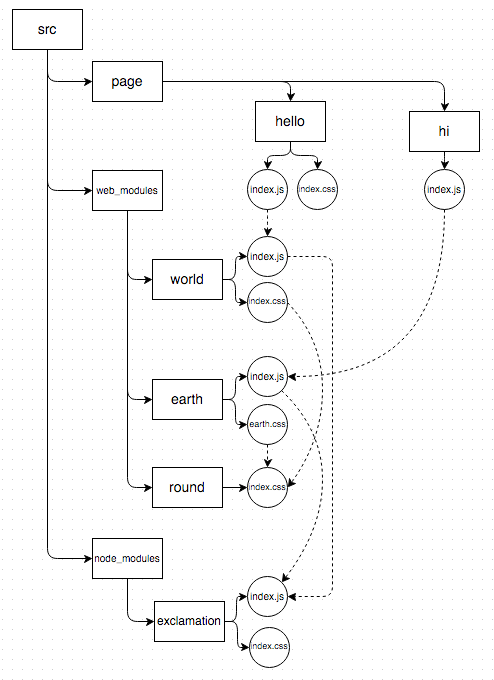 src
page
hello
hi
index.js
index.css
index.js
web_modules
index.js
world
index.css
index.js
earth
earth.css
round
index.css
node_modules
index.js
exclamation
index.css